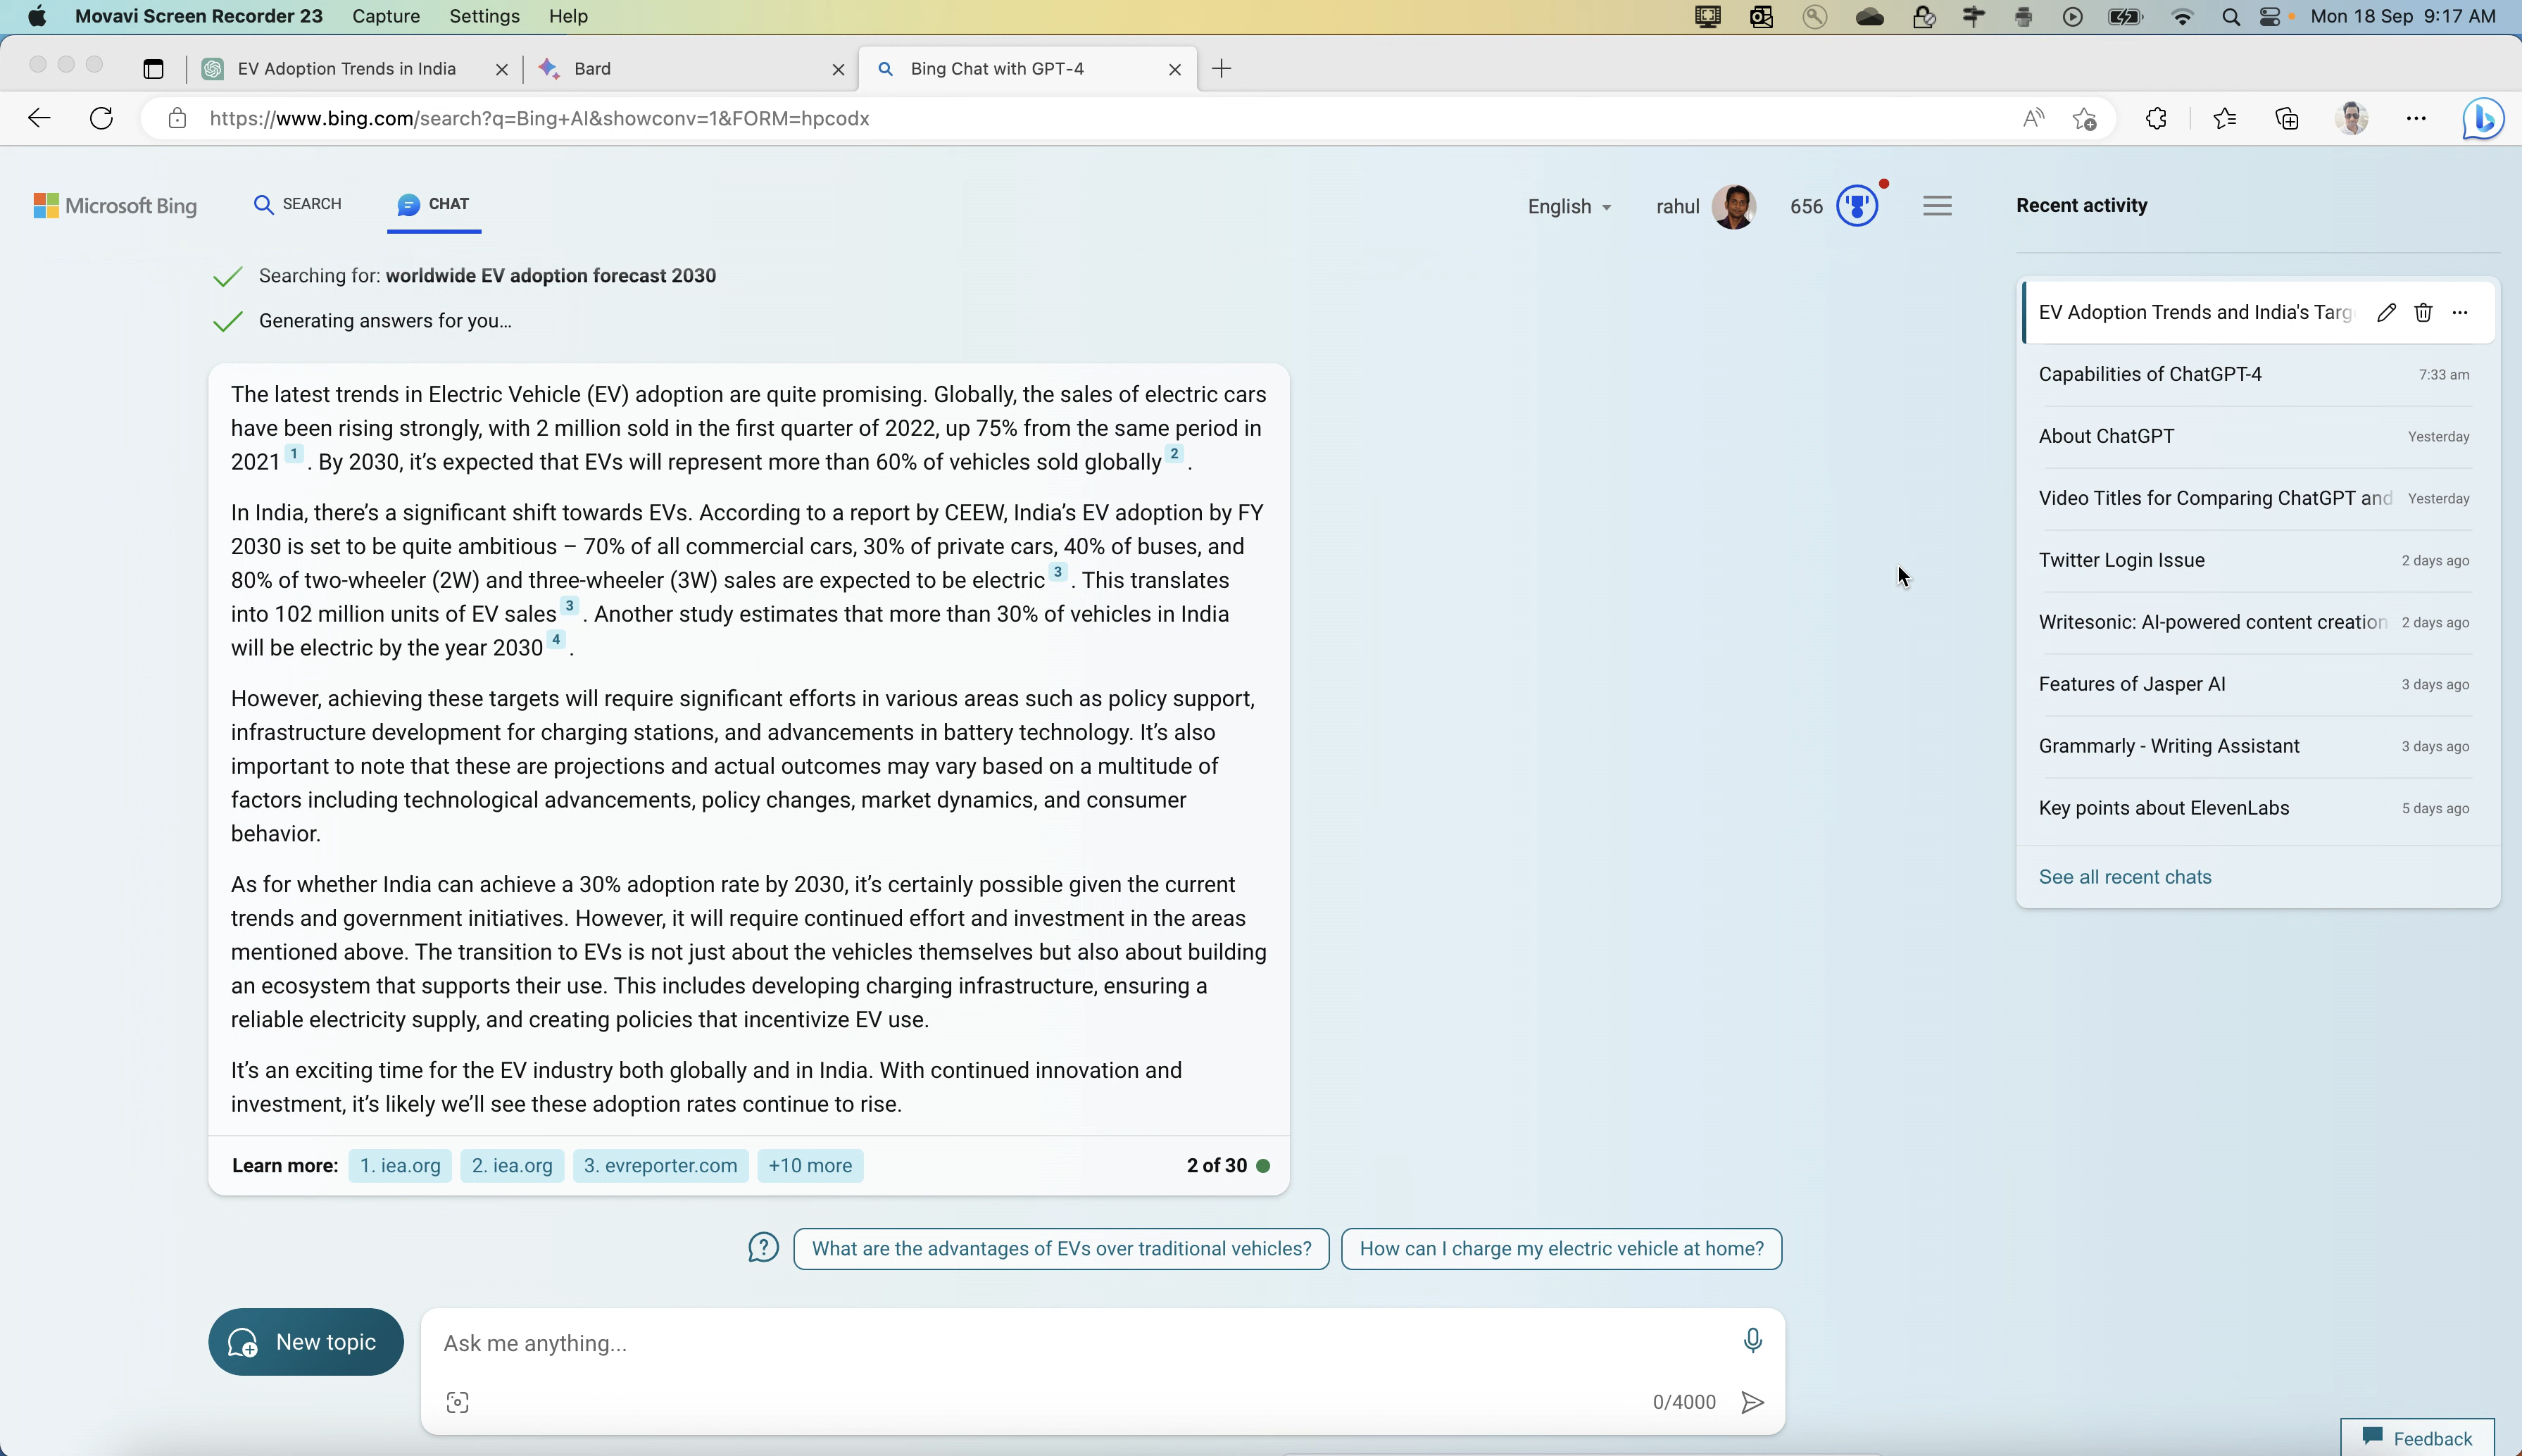 Movavi Screen Recorder 23 Capture Settings Help Mon 18 Sep 9:17 AM
EV Adoption Trends in India Bard Bing Chat with GPT-4
https://www.bing.com/search?q=Bing+AI&showconv=1&FORM=hpcodx
Microsoft Bing SEARCH CHAT English rahul 656
Searching for: worldwide EV adoption forecast 2030
Generating answers for you...
The latest trends in Electric Vehicle (EV) adoption are quite promising. Globally, the sales of electric cars
have been rising strongly, with 2 million sold in the first quarter of 2022, up 75% from the same period in
2021 1 . By 2030, it's expected that EVs will represent more than 60% of vehicles sold globally 2 .
In India, there's a significant shift towards EVs. According to a report by CEEW, India's EV adoption by FY
2030 is set to be quite ambitious – 70% of all commercial cars, 30% of private cars, 40% of buses, and
80% of two-wheeler (2W) and three-wheeler (3W) sales are expected to be electric 3 . This translates
into 102 million units of EV sales 3 . Another study estimates that more than 30% of vehicles in India
will be electric by the year 2030 4 .
However, achieving these targets will require significant efforts in various areas such as policy support,
infrastructure development for charging stations, and advancements in battery technology. It's also
important to note that these are projections and actual outcomes may vary based on a multitude of
factors including technological advancements, policy changes, market dynamics, and consumer
behavior.
As for whether India can achieve a 30% adoption rate by 2030, it's certainly possible given the current
trends and government initiatives. However, it will require continued effort and investment in the areas
mentioned above. The transition to EVs is not just about the vehicles themselves but also about building
an ecosystem that supports their use. This includes developing charging infrastructure, ensuring a
reliable electricity supply, and creating policies that incentivize EV use.
It's an exciting time for the EV industry both globally and in India. With continued innovation and
investment, it's likely we'll see these adoption rates continue to rise.
Learn more: 1. iea.org 2. iea.org 3. evreporter.com +10 more 2 of 30
What are the advantages of EVs over traditional vehicles? How can I charge my electric vehicle at home?
New topic
Ask me anything...
0/4000
Recent activity
EV Adoption Trends and India's Targ
Capabilities of ChatGPT-4 7:33 am
About ChatGPT Yesterday
Video Titles for Comparing ChatGPT and Yesterday
Twitter Login Issue 2 days ago
Writesonic: AI-powered content creation 2 days ago
Features of Jasper AI 3 days ago
Grammarly - Writing Assistant 3 days ago
Key points about ElevenLabs 5 days ago
See all recent chats
Feedback